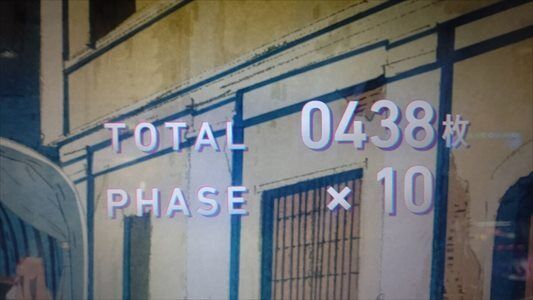 TOTAL 0438枚
PHASE × 10